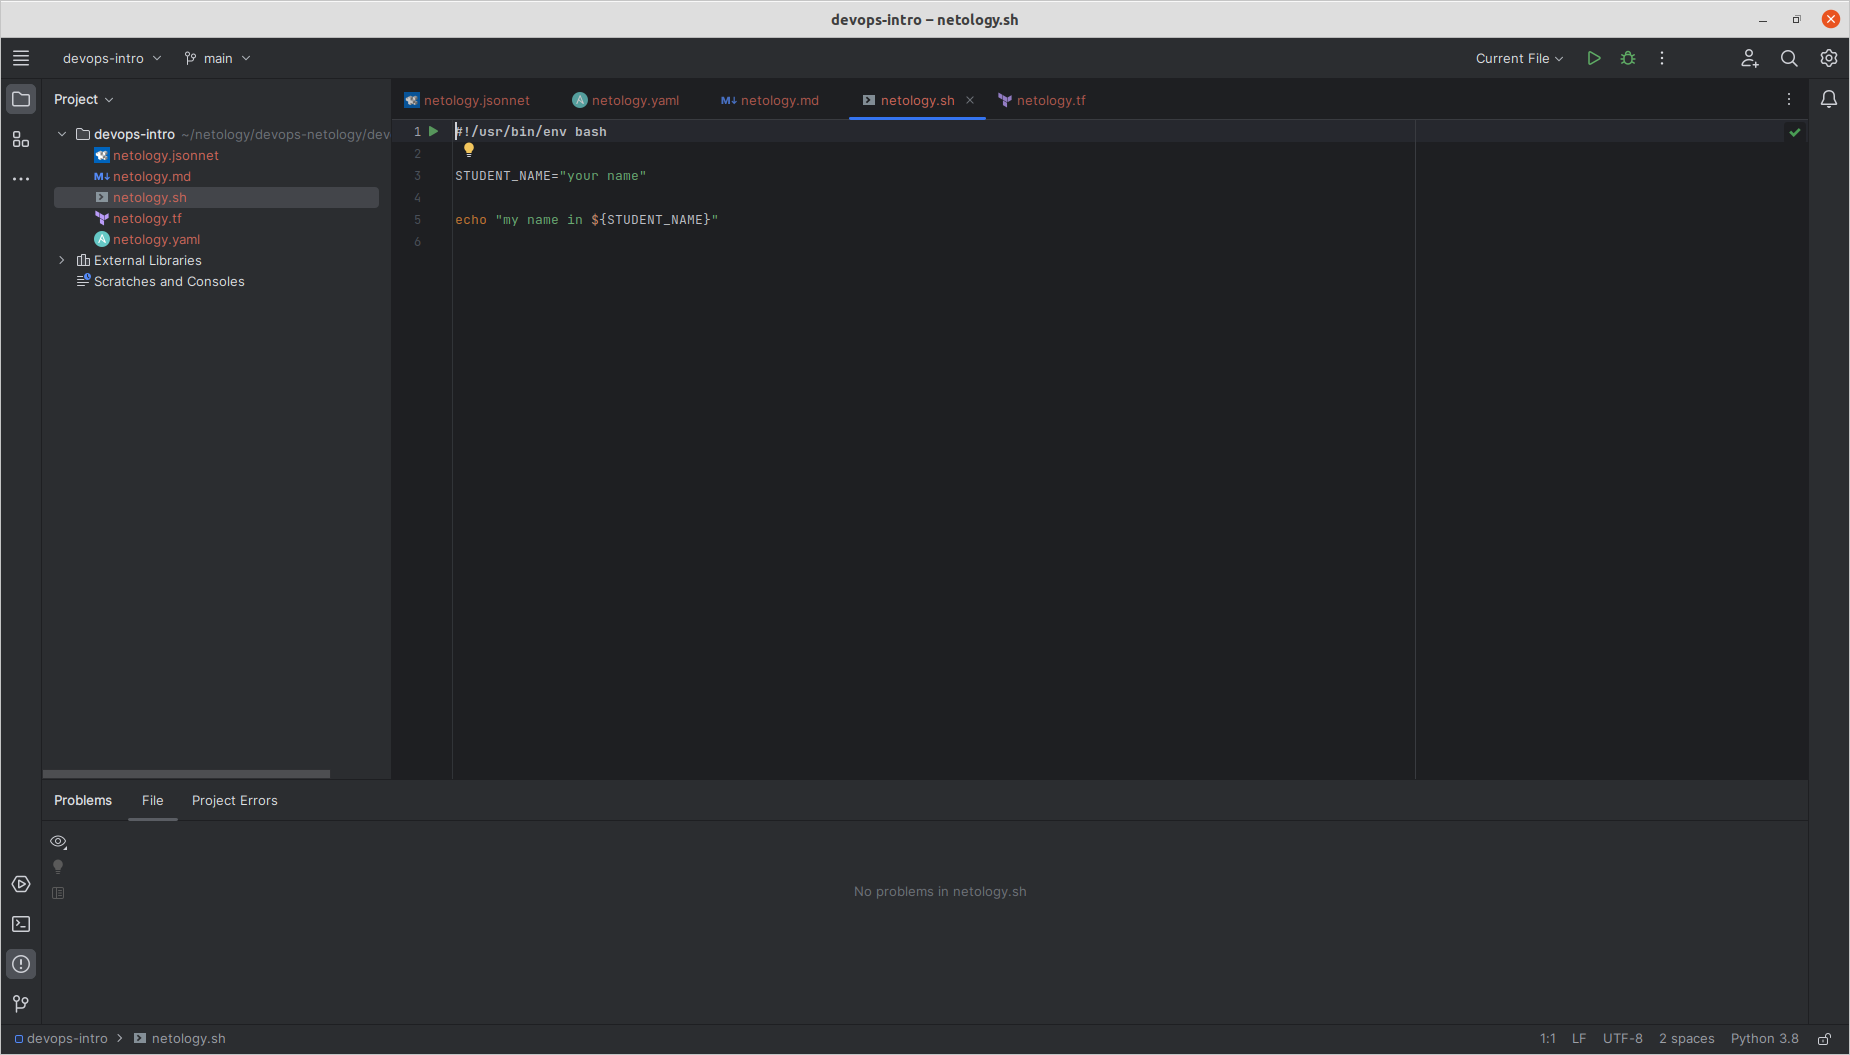 devops-intro – netology.sh
devops-intro main Current File
Project
netology.jsonnet netology.yaml netology.md netology.sh netology.tf
devops-intro ~/netology/devops-netology/dev
netology.jsonnet
netology.md
netology.sh
netology.tf
netology.yaml
External Libraries
Scratches and Consoles
1 #!/usr/bin/env bash
2
3 STUDENT_NAME="your name"
4
5 echo "my name in ${STUDENT_NAME}"
6
Problems File Project Errors
No problems in netology.sh
devops-intro netology.sh 1:1 LF UTF-8 2 spaces Python 3.8